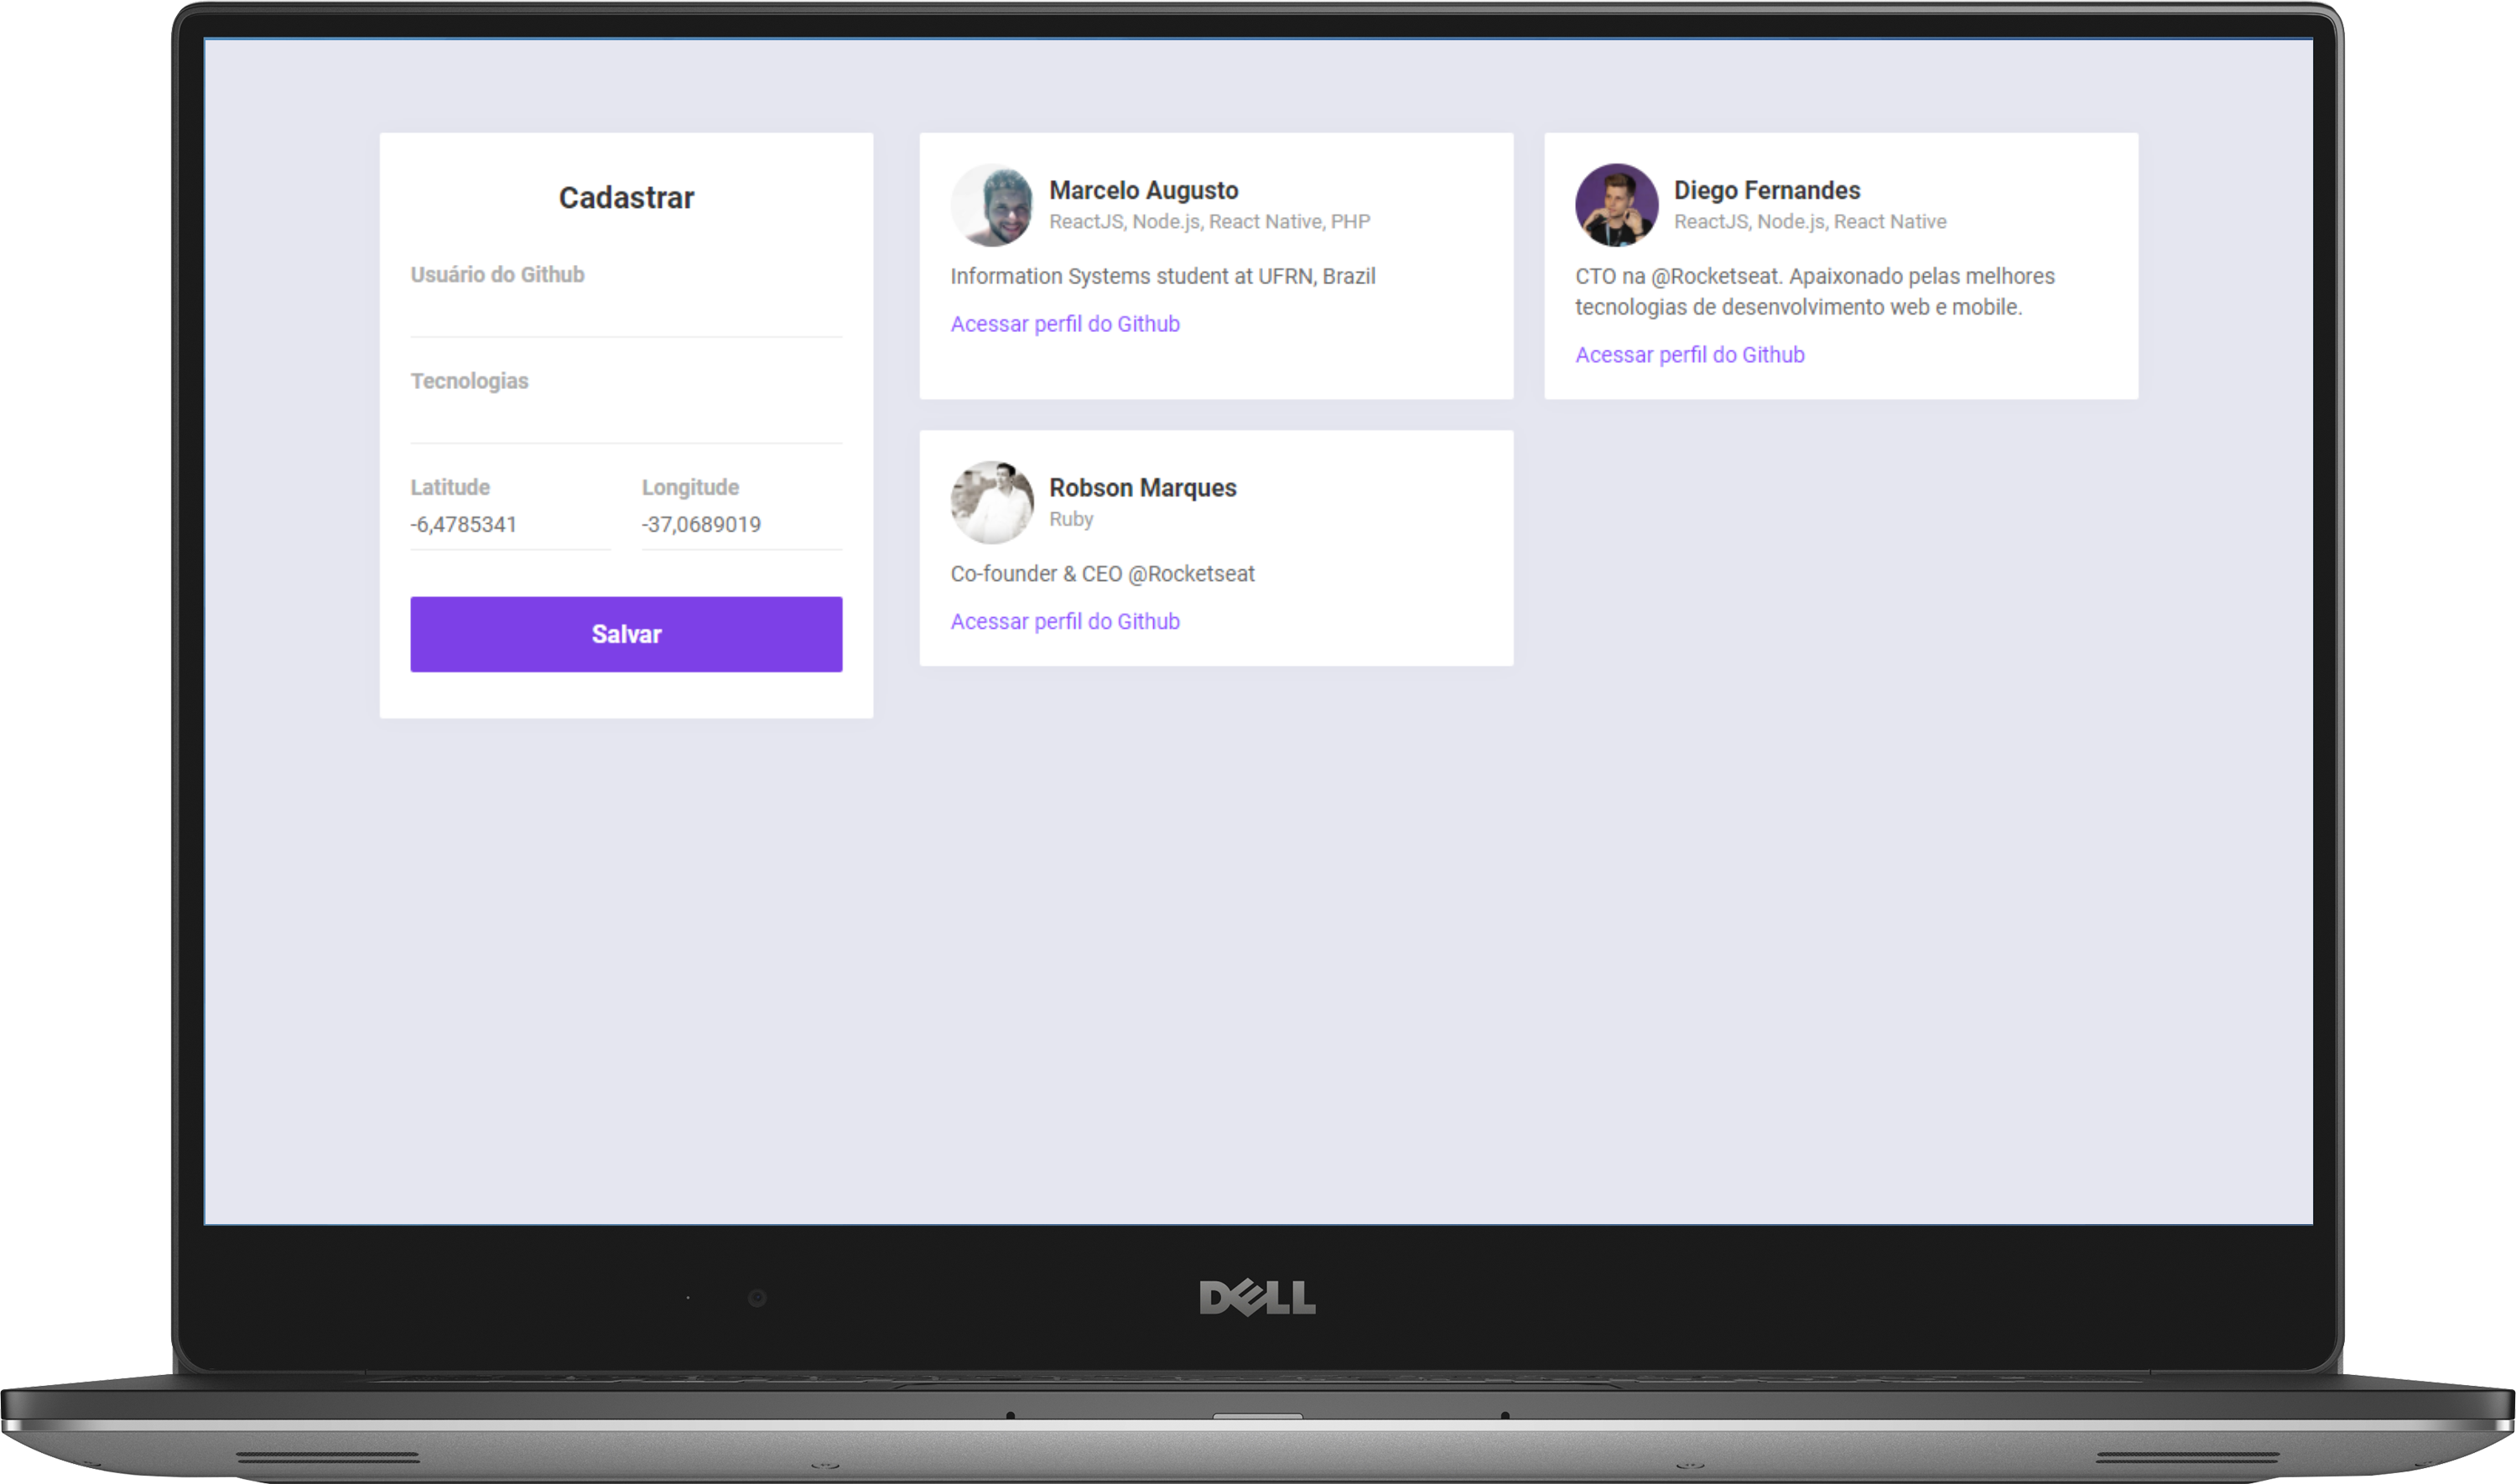 Cadastrar
Usuário do Github
Tecnologias
Latitude
Longitude
-6,4785341
-37,0689019
Salvar
Marcelo Augusto
ReactJS, Node.js, React Native, PHP
Information Systems student at UFRN, Brazil
Acessar perfil do Github
Diego Fernandes
ReactJS, Node.js, React Native
CTO na @Rocketseat. Apaixonado pelas melhores
tecnologias de desenvolvimento web e mobile.
Acessar perfil do Github
Robson Marques
Ruby
Co-founder & CEO @Rocketseat
Acessar perfil do Github
DELL